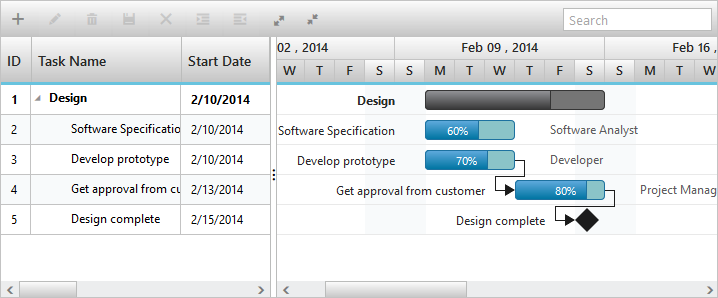 Search
ID Task Name Start Date
02 , 2014 Feb 09 , 2014 Feb 16 ,
W T F S S M T W T F S S M T W
1 Design 2/10/2014
2 Software Specificatio 2/10/2014
3 Develop prototype 2/10/2014
4 Get approval from cu 2/13/2014
5 Design complete 2/15/2014
Design
Software Specification 60% Software Analyst
Develop prototype 70% Developer
Get approval from customer 80% Project Manag
Design complete